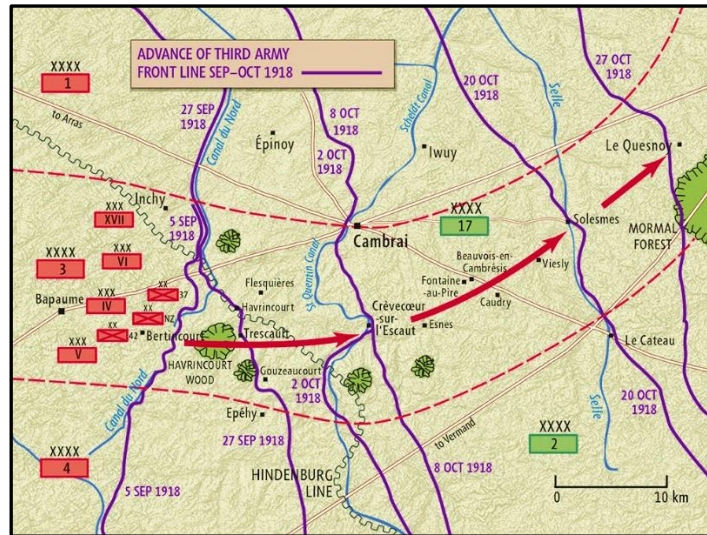 ADVANCE OF THIRD ARMY
FRONT LINE SEP–OCT 1918
XXXX
1
to Arras
27 SEP
1918
Canal du Nord
Épinoy
8 OCT
1918
2 OCT
1918
Scheldt Canal
Iwuy
20 OCT
1918
Selle
27 OCT
1918
Le Quesnoy
Inchy
XXX
XVII
5 SEP
1918
XXXX
3
XXX
VI
Cambrai
XXXX
17
Solesmes
MORMAL
FOREST
Bapaume
XXX
IV
XX
37
XX
NZ
XX
42
Bertincourt
XXX
V
Flesquières
Havrincourt
Trescault
HAVRINCOURT
WOOD
Gouzeaucourt
St Quentin Canal
Crèvecœur
-sur-
l'Escaut
Esnes
Fontaine
-au-Pire
Beauvois-en-
Cambrésis
Caudry
Viesly
Le Cateau
Canal du Nord
Epéhy
2 OCT
1918
27 SEP 1918
XXXX
4
5 SEP 1918
HINDENBURG
LINE
to Vermand
8 OCT 1918
XXXX
2
Selle
20 OCT
1918
0
10 km